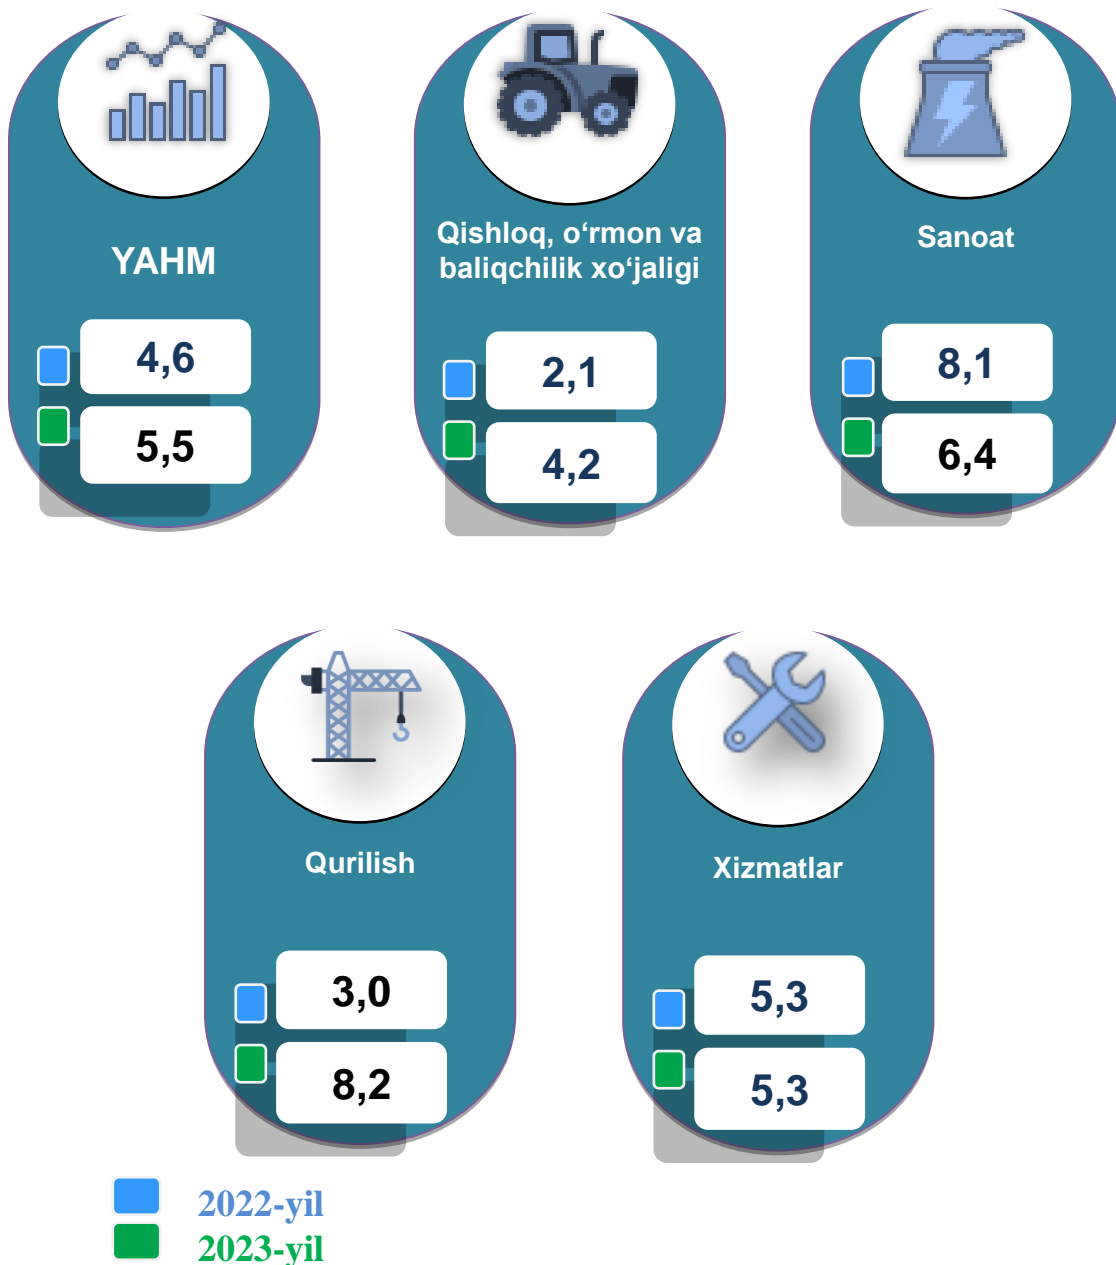 YAHM
4,6
5,5
Qishloq, o‘rmon va
baliqchilik xo‘jaligi
2,1
4,2
Sanoat
8,1
6,4
Qurilish
3,0
8,2
Xizmatlar
5,3
5,3
2022-yil
2023-yil